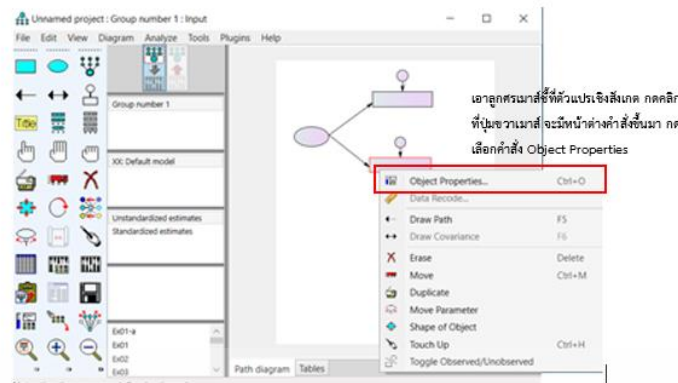 Unnamed project : Group number 1 : Input
File Edit View Diagram Analyze Tools Plugins Help
Title
Group number 1
XX: Default model
Unstandardized estimates
Standardized estimates
Ex01-a
Ex01
Ex02
Ex03
Path diagram Tables
เอาลูกศรเมาส์ชี้ที่ตัวแปรเชิงสังเกต กดคลิก
ที่ปุ่มขวาเมาส์ จะมีหน้าต่างคำสั่งขึ้นมา กด
เลือกคำสั่ง Object Properties
Object Properties... Ctrl+O
Data Recode...
Draw Path F5
Draw Covariance F6
Erase Delete
Move Ctrl+M
Duplicate
Move Parameter
Shape of Object
Touch Up Ctrl+H
Toggle Observed/Unobserved